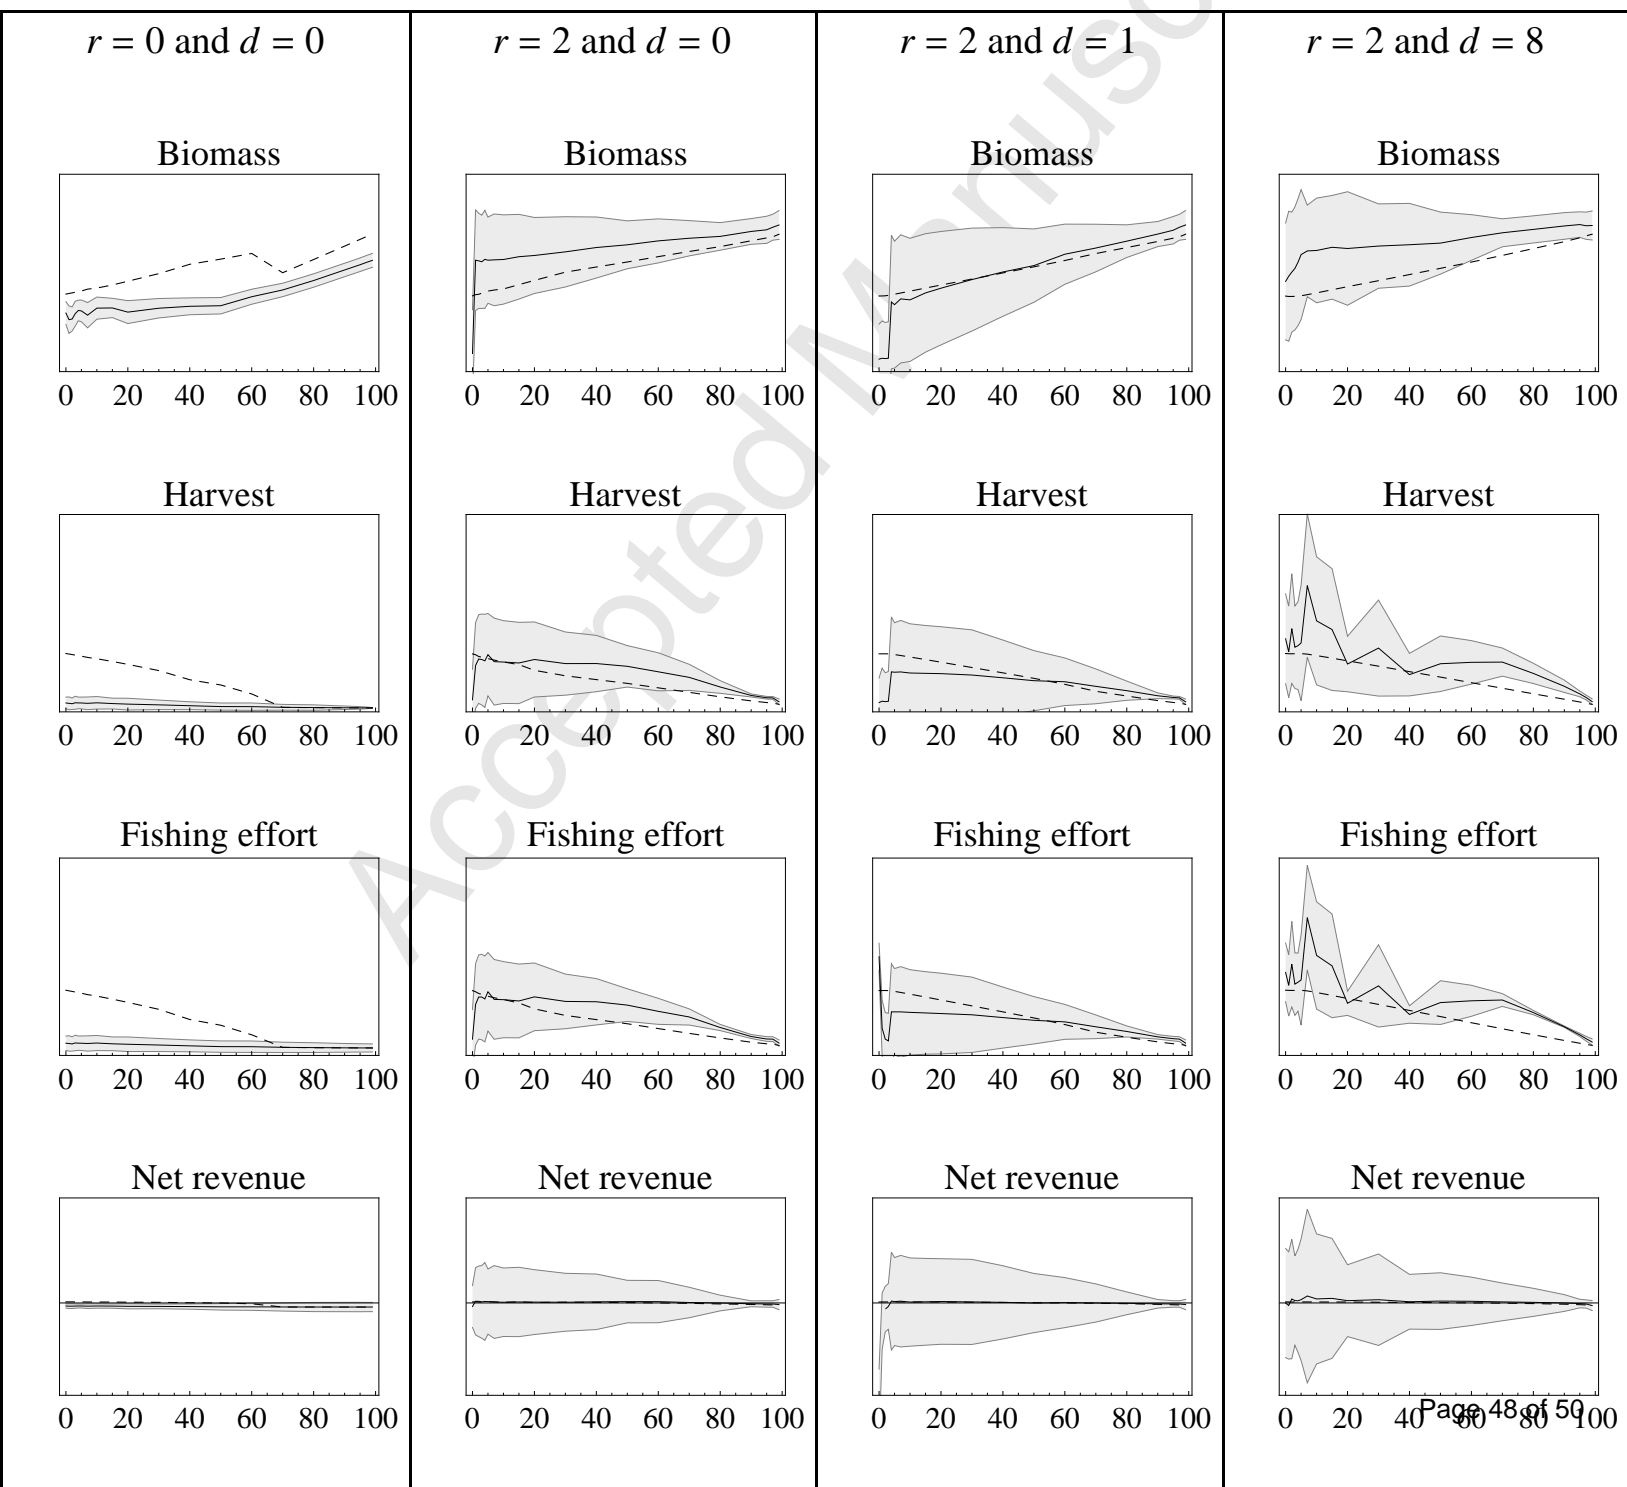 r = 0 and d = 0 r = 2 and d = 0 r = 2 and d = 1 r = 2 and d = 8
Biomass Biomass Biomass Biomass
0 20 40 60 80 100 0 20 40 60 80 100 0 20 40 60 80 100 0 20 40 60 80 100
Harvest Harvest Harvest Harvest
0 20 40 60 80 100 0 20 40 60 80 100 0 20 40 60 80 100 0 20 40 60 80 100
Fishing effort Fishing effort Fishing effort Fishing effort
0 20 40 60 80 100 0 20 40 60 80 100 0 20 40 60 80 100 0 20 40 60 80 100
Net revenue Net revenue Net revenue Net revenue
0 20 40 60 80 100 0 20 40 60 80 100 0 20 40 60 80 100 0 20 40 60 80 100
Page 48 of 50
Accepted Manusc